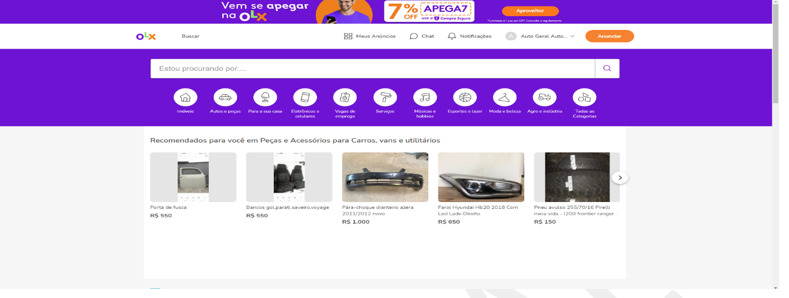 Vem se apegar
na OLX
7% OFF
APEGA7
Aproveitar
OLX
Buscar
Meus Anúncios
Chat
Notificações
Auto Geral Auto...
Anunciar
Estou procurando por....
Imóveis
Autos e peças
Para a sua casa
Eletrônicos e celulares
Vagas de emprego
Serviços
Músicas e hobbies
Esportes e lazer
Moda e beleza
Agro e indústria
Todas as Categorias
Recomendados para você em Peças e Acessórios para Carros, vans e utilitários
Porta de fusca
R$ 550
Bancos gol,parati,saveiro,voyage
R$ 550
Pára-choque dianteiro azera
2011/2012 novo
R$ 1.000
Farol Hyundai Hb20 2018 Com
Led Lado Direito
R$ 650
Pneu avulso 255/70/16 Pirelli
meia vida - l200 frontier ranger...
R$ 150